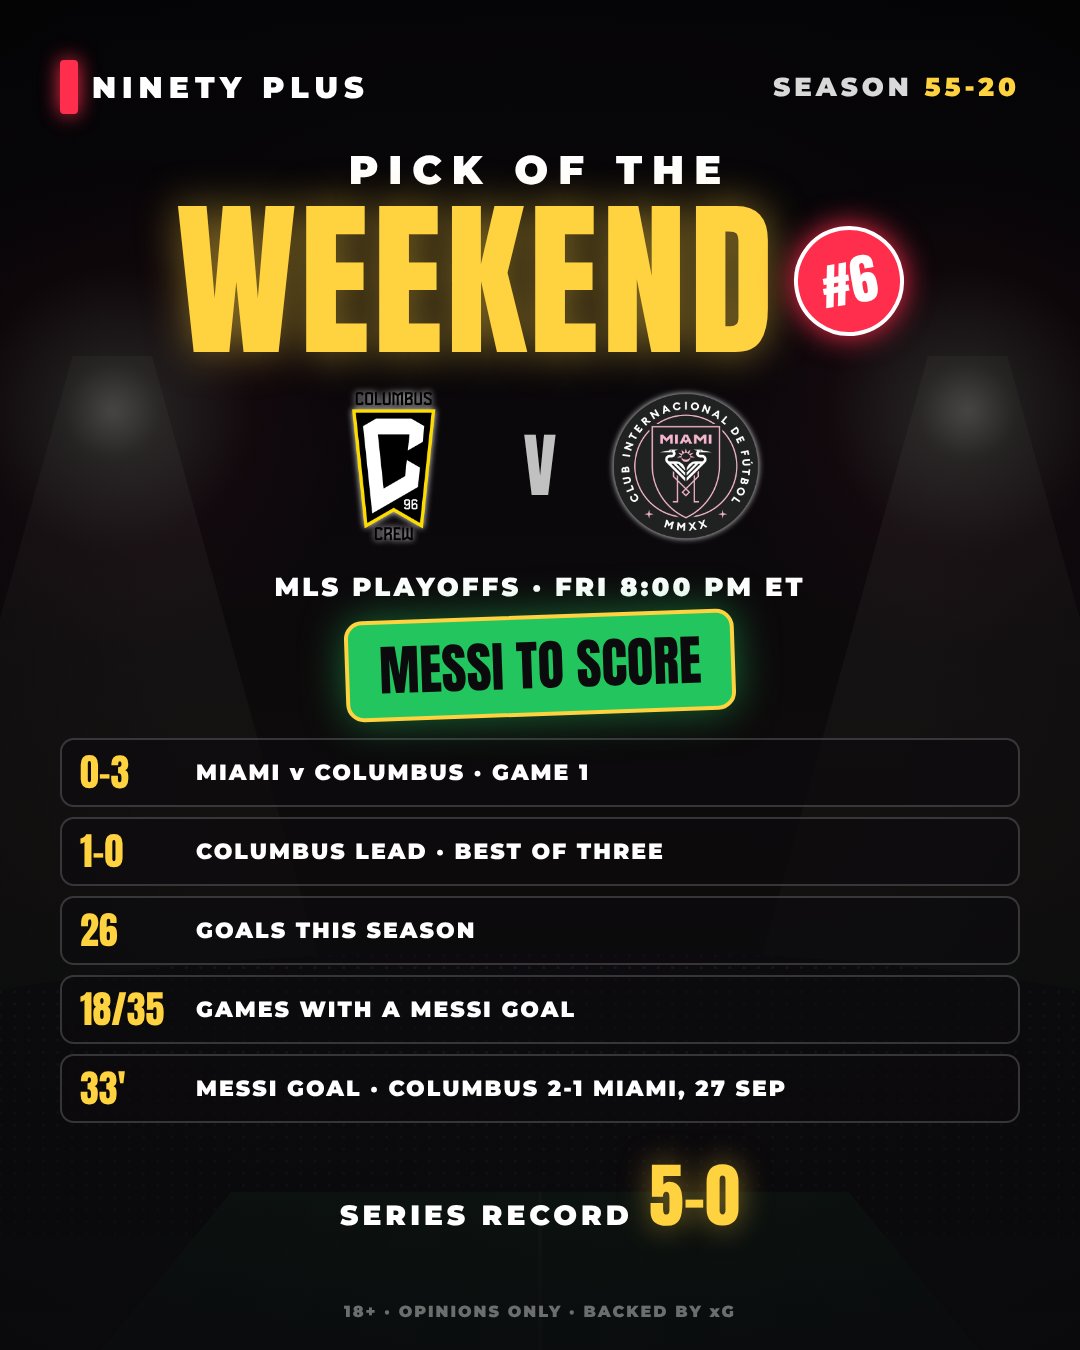 NINETY PLUS
SEASON 55-20
PICK OF THE
WEEKEND
#6
COLUMBUS
C
96
CREW
V
CLUB INTERNACIONAL DE FÚTBOL
MIAMI
MMXX
MLS PLAYOFFS · FRI 8:00 PM ET
MESSI TO SCORE
0-3 MIAMI v COLUMBUS · GAME 1
1-0 COLUMBUS LEAD · BEST OF THREE
26 GOALS THIS SEASON
18/35 GAMES WITH A MESSI GOAL
33' MESSI GOAL · COLUMBUS 2-1 MIAMI, 27 SEP
SERIES RECORD 5-0
18+ · OPINIONS ONLY · BACKED BY xG